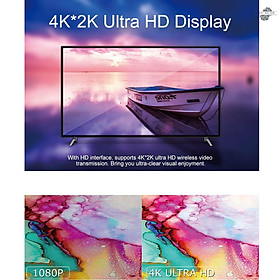 4K*2K Ultra HD Display
With HD interface, supports 4K*2K ultra HD wireless video
transmission. Bring you ultra-clear visual enjoyment.
1080P
4K ULTRA HD